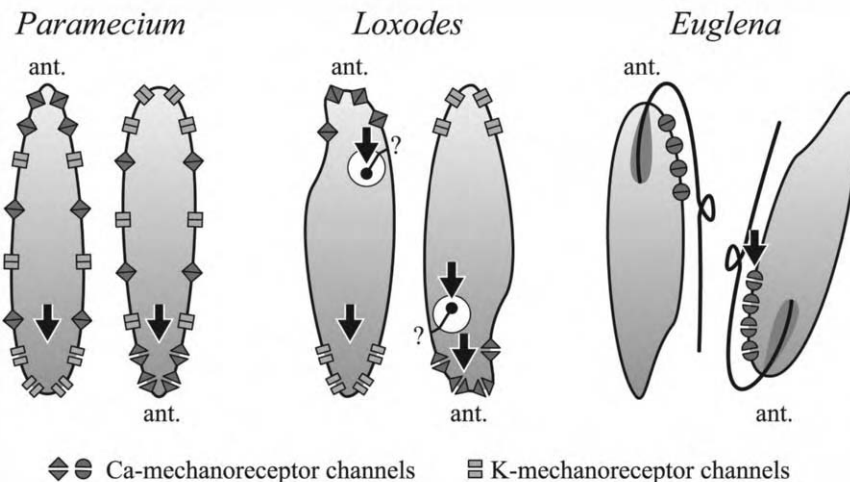 Paramecium Loxodes Euglena
ant. ant. ant.
?
?
ant. ant. ant.
Ca-mechanoreceptor channels K-mechanoreceptor channels